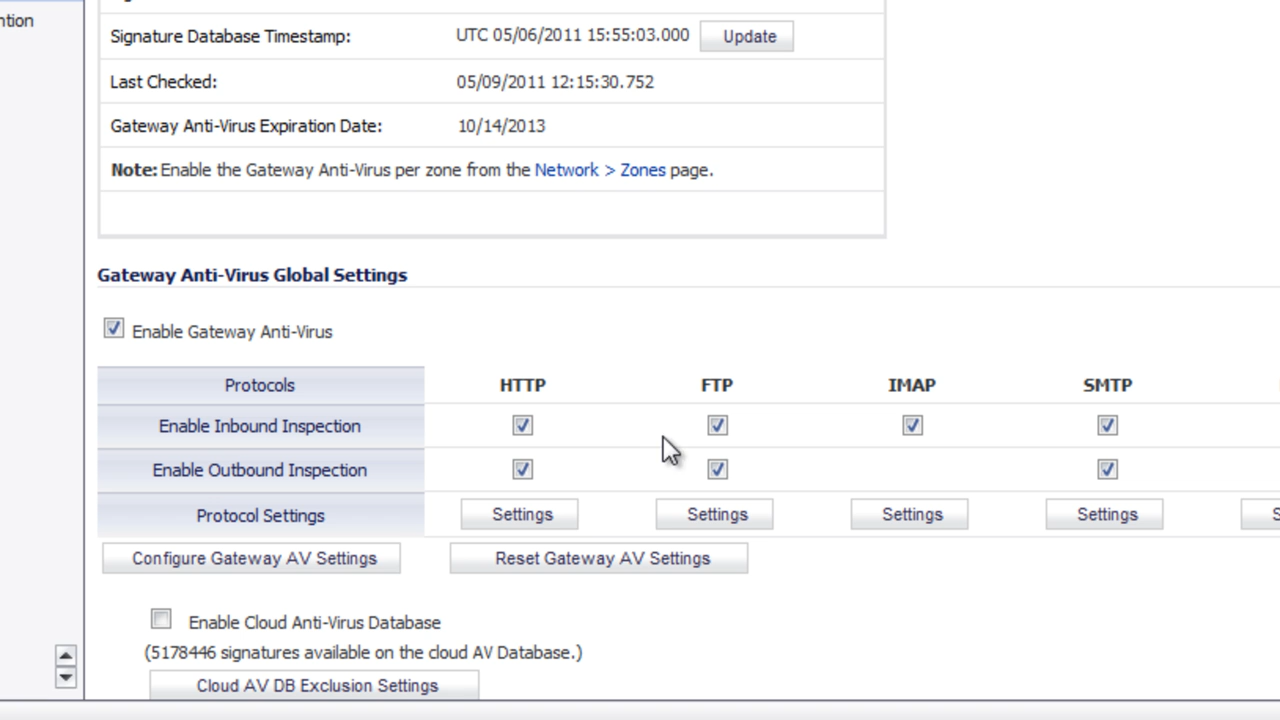 ntion
Signature Database Timestamp: UTC 05/06/2011 15:55:03.000 Update
Last Checked: 05/09/2011 12:15:30.752
Gateway Anti-Virus Expiration Date: 10/14/2013
Note: Enable the Gateway Anti-Virus per zone from the Network > Zones page.
Gateway Anti-Virus Global Settings
Enable Gateway Anti-Virus
Protocols HTTP FTP IMAP SMTP
Enable Inbound Inspection
Enable Outbound Inspection
Protocol Settings Settings Settings Settings Settings S
Configure Gateway AV Settings Reset Gateway AV Settings
Enable Cloud Anti-Virus Database
(5178446 signatures available on the cloud AV Database.)
Cloud AV DB Exclusion Settings